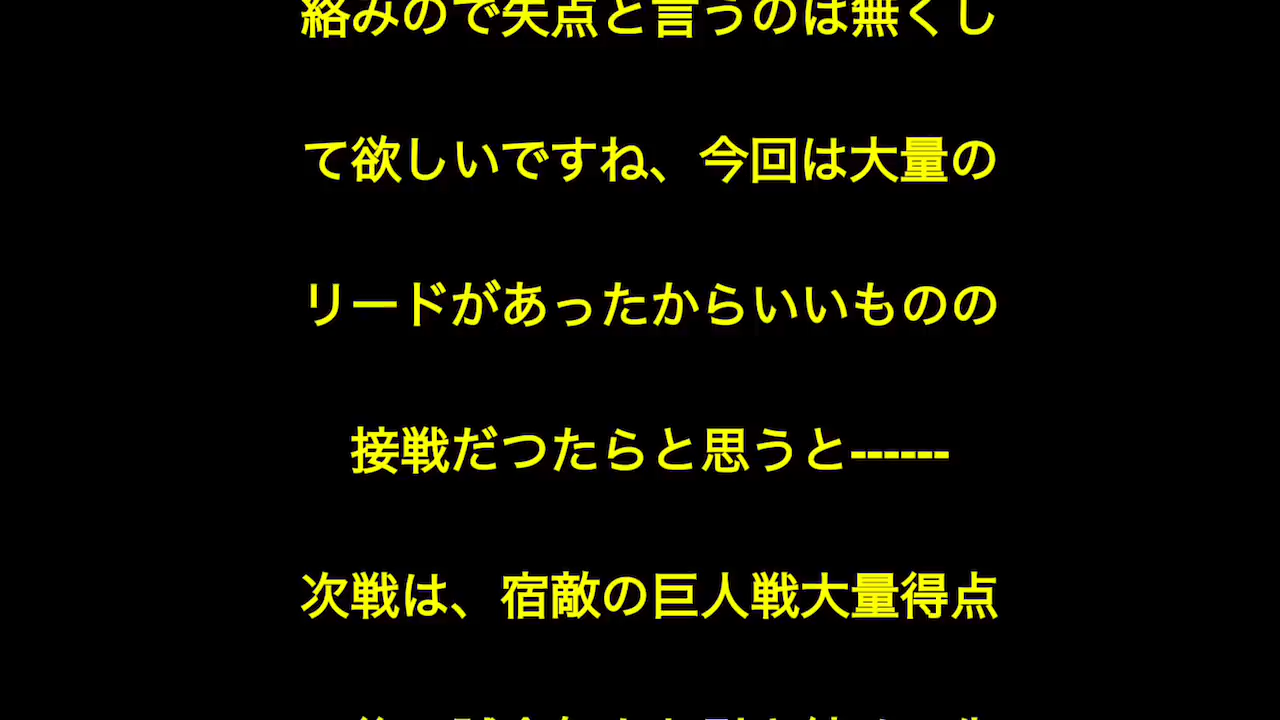 絡みので失点と言うのは無くし
て欲しいですね、今回は大量の
リードがあったからいいものの
接戦だつたらと思うと------
次戦は、宿敵の巨人戦大量得点